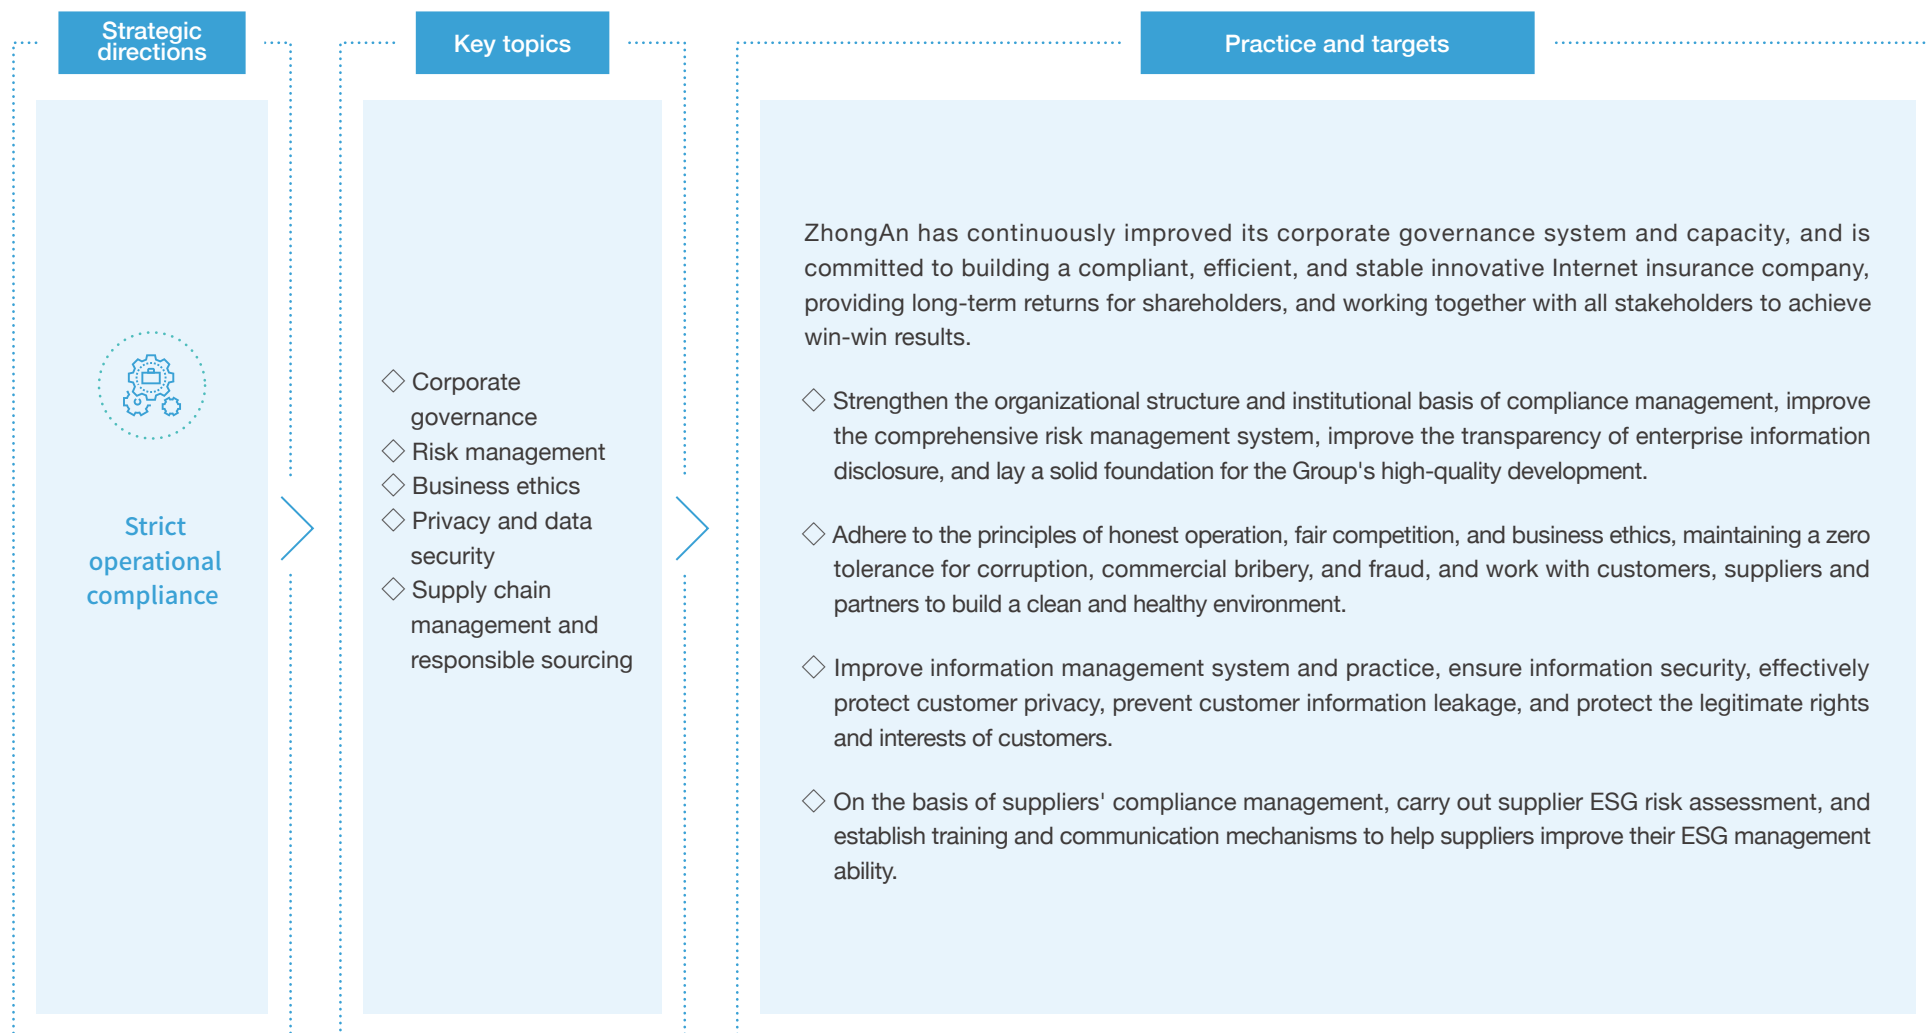 Strategic
directions
Key topics
Practice and targets
Strict
operational
compliance
◇ Corporate
governance
◇ Risk management
◇ Business ethics
◇ Privacy and data
security
◇ Supply chain
management and
responsible sourcing
ZhongAn has continuously improved its corporate governance system and capacity, and is
committed to building a compliant, efficient, and stable innovative Internet insurance company,
providing long-term returns for shareholders, and working together with all stakeholders to achieve
win-win results.
◇ Strengthen the organizational structure and institutional basis of compliance management, improve
the comprehensive risk management system, improve the transparency of enterprise information
disclosure, and lay a solid foundation for the Group's high-quality development.
◇ Adhere to the principles of honest operation, fair competition, and business ethics, maintaining a zero
tolerance for corruption, commercial bribery, and fraud, and work with customers, suppliers and
partners to build a clean and healthy environment.
◇ Improve information management system and practice, ensure information security, effectively
protect customer privacy, prevent customer information leakage, and protect the legitimate rights
and interests of customers.
◇ On the basis of suppliers' compliance management, carry out supplier ESG risk assessment, and
establish training and communication mechanisms to help suppliers improve their ESG management
ability.